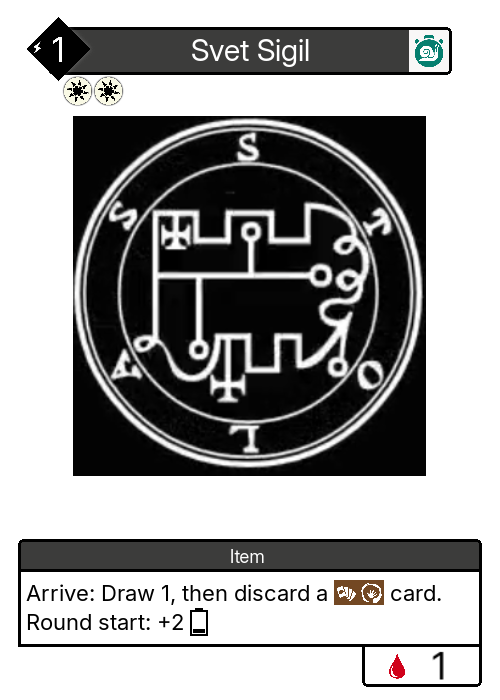 1
Svet Sigil
S
T
O
L
A
S
Item
Arrive: Draw 1, then discard a card.
Round start: +2
1